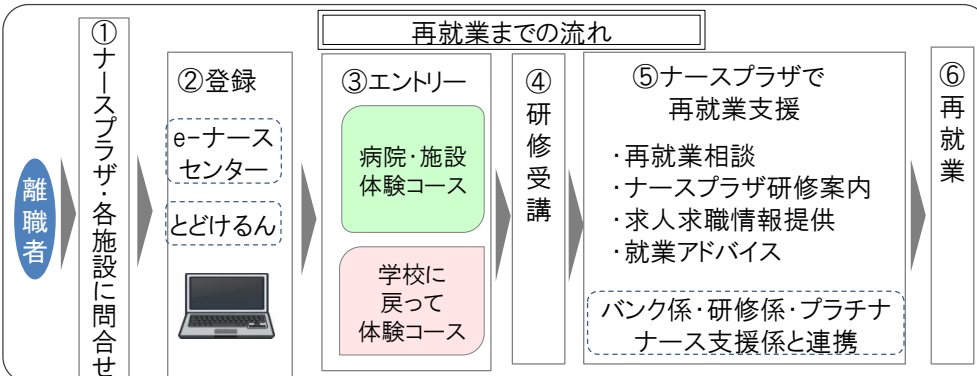 再就業までの流れ
離職者
①ナースプラザ・各施設に問合せ
②登録
e-ナース
センター
とどけるん
③エントリー
病院・施設
体験コース
学校に
戻って
体験コース
④研修受講
⑤ナースプラザで
再就業支援
・再就業相談
・ナースプラザ研修案内
・求人求職情報提供
・就業アドバイス
バンク係・研修係・プラチナ
ナース支援係と連携
⑥再就業